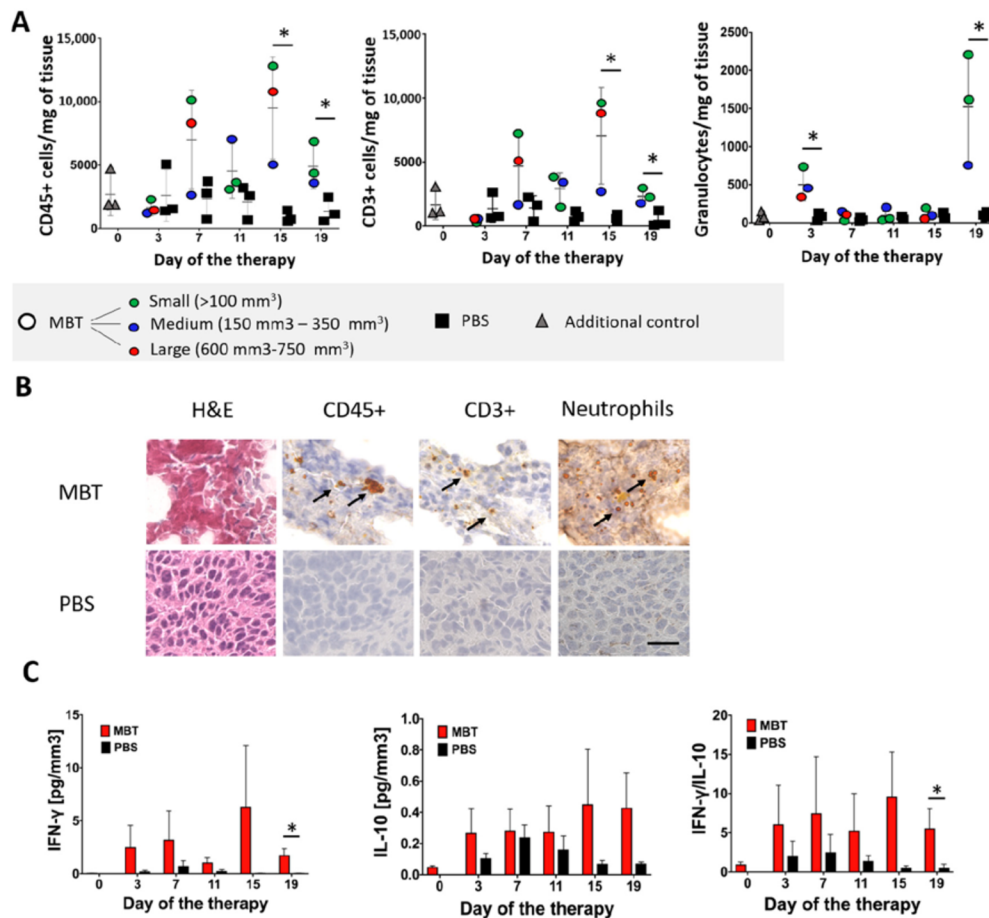 A
CD45+ cells/mg of tissue
15,000
10,000
5000
0
*
*
0 3 7 11 15 19
Day of the therapy
CD3+ cells/mg of tissue
15,000
10,000
5000
0
*
*
0 3 7 11 15 19
Day of the therapy
Granulocytes/mg of tissue
2500
2000
1500
1000
500
0
*
*
0 3 7 11 15 19
Day of the therapy
MBT
Small (>100 mm³)
Medium (150 mm3 – 350 mm³)
Large (600 mm3-750 mm³)
PBS
Additional control
B
H&E CD45+ CD3+ Neutrophils
MBT
PBS
C
IFN-γ [pg/mm3]
15
10
5
0
MBT
PBS
*
0 3 7 11 15 19
Day of the therapy
IL-10 [pg/mm3]
1.0
0.8
0.6
0.4
0.2
0.0
MBT
PBS
0 3 7 11 15 19
Day of the therapy
IFN-γ/IL-10
20
15
10
5
0
MBT
PBS
*
0 3 7 11 15 19
Day of the therapy